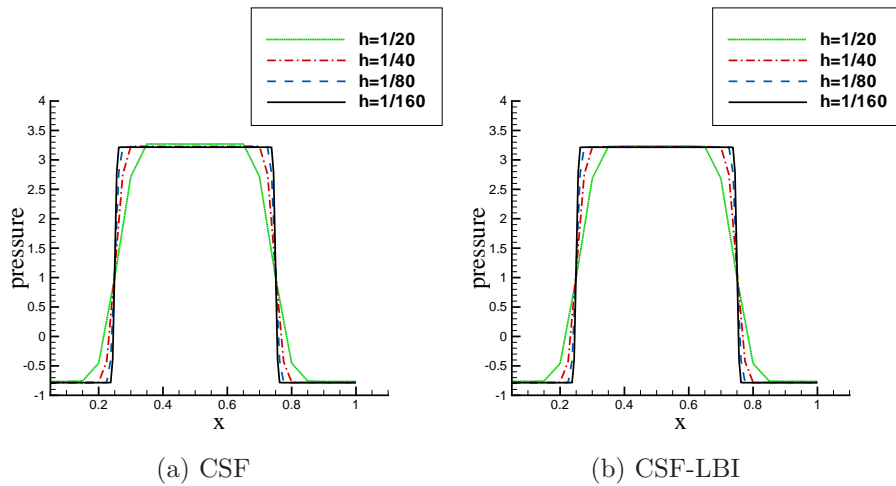 h=1/20
h=1/40
h=1/80
h=1/160
4
3.5
3
2.5
2
1.5
1
0.5
0
-0.5
-1
pressure
0.2
0.4
0.6
0.8
1
x
(a) CSF
h=1/20
h=1/40
h=1/80
h=1/160
4
3.5
3
2.5
2
1.5
1
0.5
0
-0.5
-1
pressure
0.2
0.4
0.6
0.8
1
x
(b) CSF-LBI